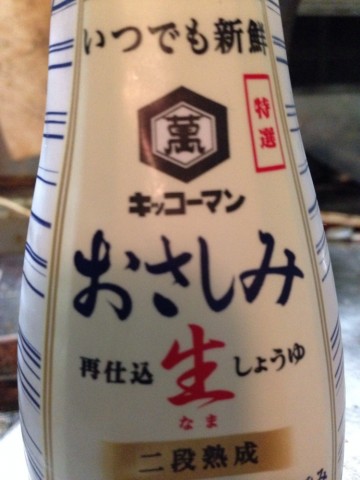 いつでも新鮮
特選
萬
キッコーマン
おさしみ
再仕込 生 しょうゆ
なま
二段熟成